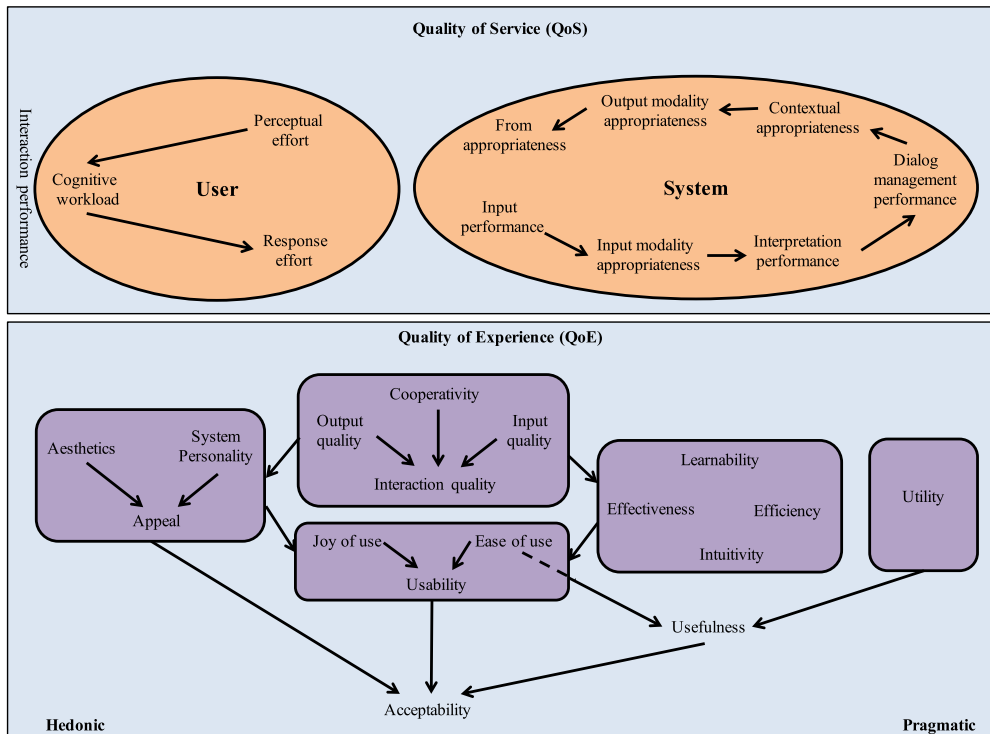 Quality of Service (QoS)
Interaction performance
Perceptual
effort
Cognitive
workload
User
Response
effort
Output modality
appropriateness
Contextual
appropriateness
From
appropriateness
Dialog
management
performance
System
Input
performance
Input modality
appropriateness
Interpretation
performance
Quality of Experience (QoE)
Cooperativity
Output
quality
Input
quality
Interaction quality
Aesthetics
System
Personality
Appeal
Learnability
Effectiveness
Efficiency
Intuitivity
Utility
Joy of use
Ease of use
Usability
Usefulness
Acceptability
Hedonic
Pragmatic